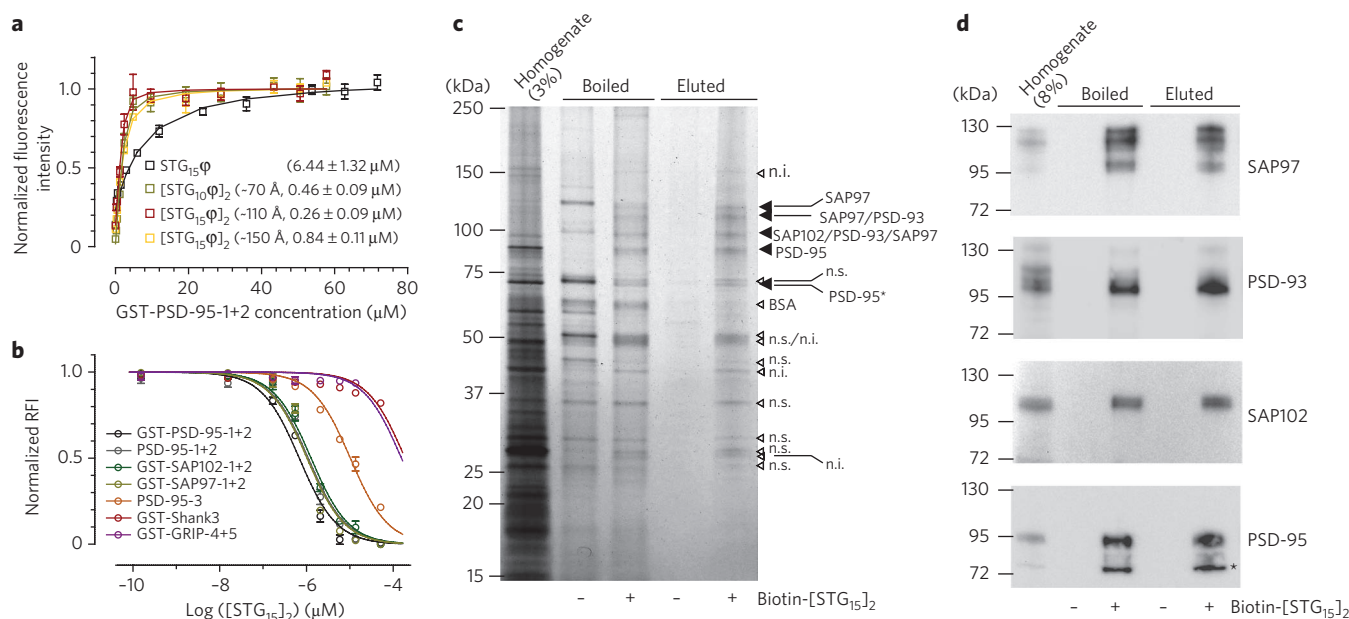 a
Normalized fluorescence
intensity
1.0
0.5
0
STG₁₅φ (6.44 ± 1.32 μM)
[STG₁₀φ]₂ (~70 Å, 0.46 ± 0.09 μM)
[STG₁₅φ]₂ (~110 Å, 0.26 ± 0.09 μM)
[STG₁₅φ]₂ (~150 Å, 0.84 ± 0.11 μM)
0 20 40 60 80
GST-PSD-95-1+2 concentration (μM)
b
Normalized RFI
1.0
0.5
0
GST-PSD-95-1+2
PSD-95-1+2
GST-SAP102-1+2
GST-SAP97-1+2
PSD-95-3
GST-Shank3
GST-GRIP-4+5
−10 −8 −6 −4
Log ([STG₁₅]₂) (μM)
c
Homogenate
(3%)
(kDa)
Boiled Eluted
250
150
100
75
50
37
25
20
15
n.i.
SAP97
SAP97/PSD-93
SAP102/PSD-93/SAP97
PSD-95
n.s.
PSD-95*
BSA
n.s./n.i.
n.s.
n.i.
n.s.
n.s.
n.s.
n.i.
n.s.
− + − + Biotin-[STG₁₅]₂
d
Homogenate
(8%)
(kDa)
Boiled Eluted
130
95
72
SAP97
130
95
72
PSD-93
130
95
72
SAP102
130
95
72
PSD-95
*
− + − + Biotin-[STG₁₅]₂